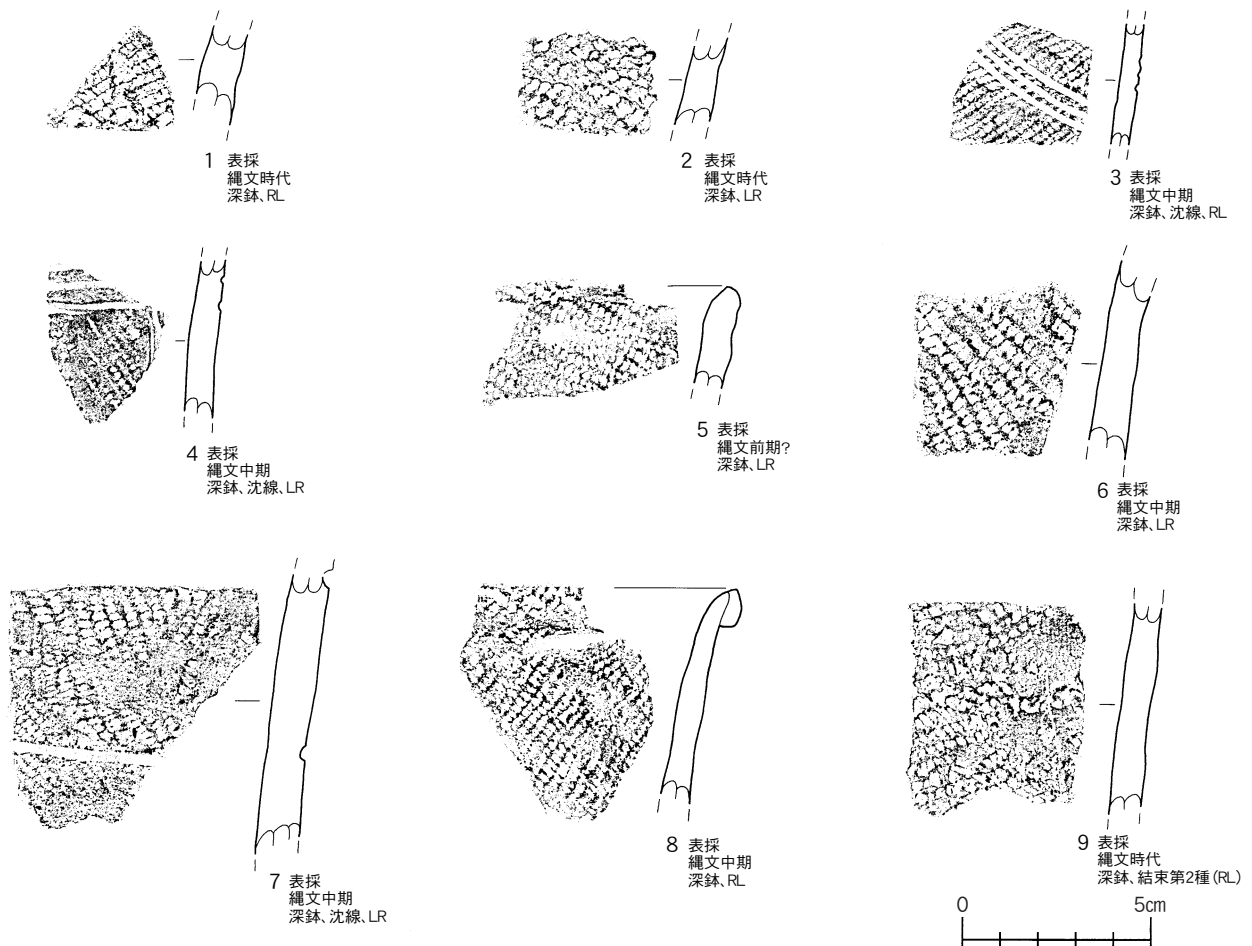 1 表採
縄文時代
深鉢、RL
2 表採
縄文時代
深鉢、LR
3 表採
縄文中期
深鉢、沈線、RL
4 表採
縄文中期
深鉢、沈線、LR
5 表採
縄文前期?
深鉢、LR
6 表採
縄文中期
深鉢、LR
7 表採
縄文中期
深鉢、沈線、LR
8 表採
縄文中期
深鉢、RL
9 表採
縄文時代
深鉢、結束第2種(RL)
0 5cm